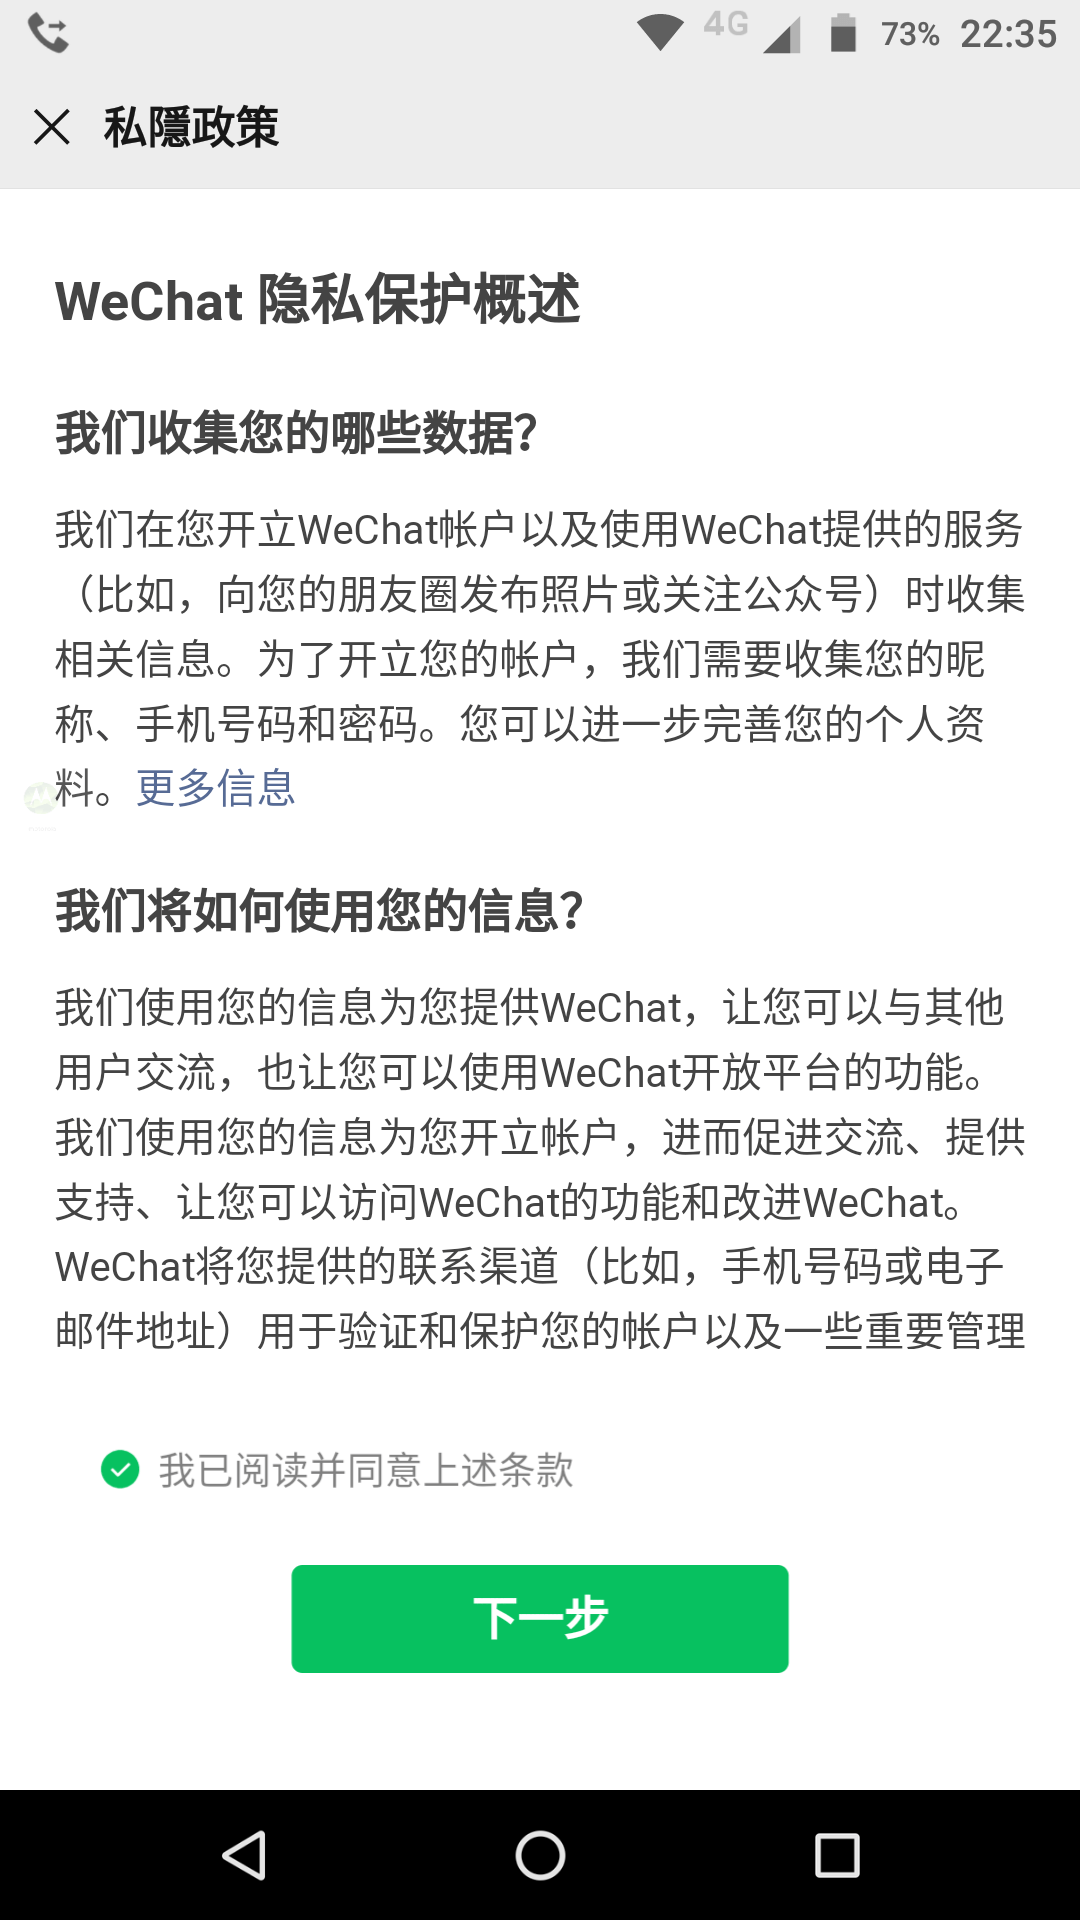 4G 73% 22:35
私隱政策
WeChat 隐私保护概述
我们收集您的哪些数据？
我们在您开立WeChat帐户以及使用WeChat提供的服务
（比如，向您的朋友圈发布照片或关注公众号）时收集
相关信息。为了开立您的帐户，我们需要收集您的昵
称、手机号码和密码。您可以进一步完善您的个人资
料。更多信息
我们将如何使用您的信息？
我们使用您的信息为您提供WeChat，让您可以与其他
用户交流，也让您可以使用WeChat开放平台的功能。
我们使用您的信息为您开立帐户，进而促进交流、提供
支持、让您可以访问WeChat的功能和改进WeChat。
WeChat将您提供的联系渠道（比如，手机号码或电子
邮件地址）用于验证和保护您的帐户以及一些重要管理
我已阅读并同意上述条款
下一步